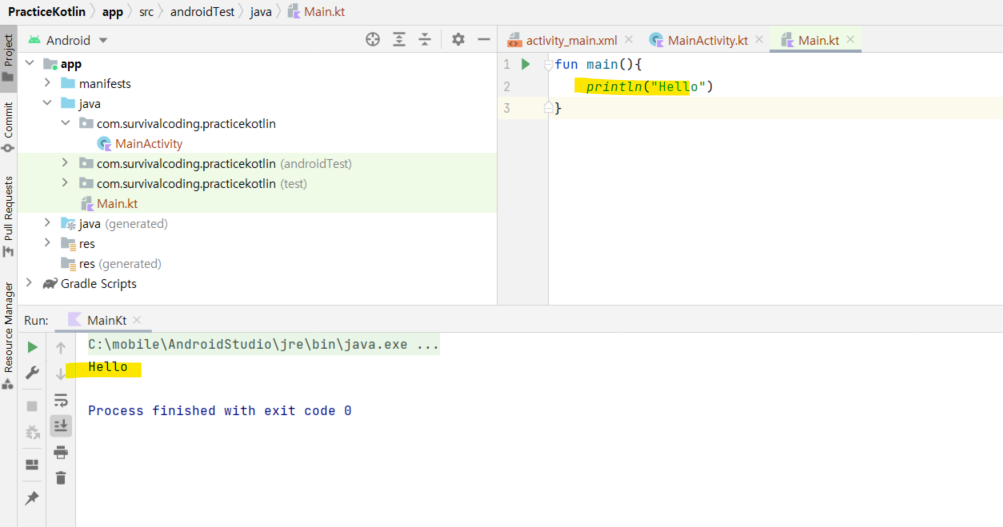 PracticeKotlin app src androidTest java Main.kt
Project
Commit
Pull Requests
Resource Manager
Android
app
manifests
java
com.survivalcoding.practicekotlin
MainActivity
com.survivalcoding.practicekotlin (androidTest)
com.survivalcoding.practicekotlin (test)
Main.kt
java (generated)
res
res (generated)
Gradle Scripts
activity_main.xml MainActivity.kt Main.kt
1 fun main(){
2 println("Hello")
3 }
Run: MainKt
C:\mobile\AndroidStudio\jre\bin\java.exe ...
Hello
Process finished with exit code 0